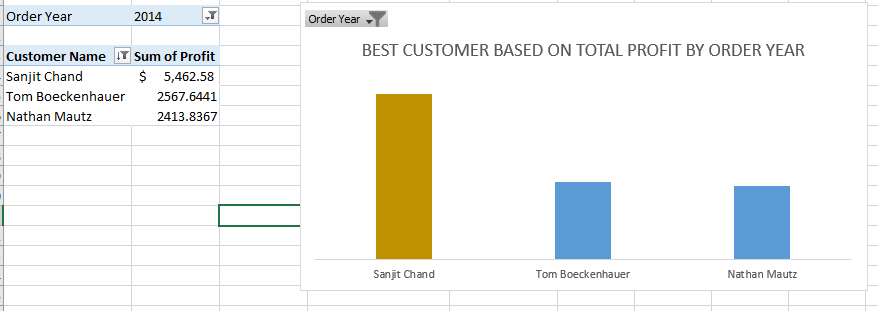 Order Year 2014
Customer Name Sum of Profit
Sanjit Chand $ 5,462.58
Tom Boeckenhauer 2567.6441
Nathan Mautz 2413.8367
Order Year
BEST CUSTOMER BASED ON TOTAL PROFIT BY ORDER YEAR
Sanjit Chand Tom Boeckenhauer Nathan Mautz